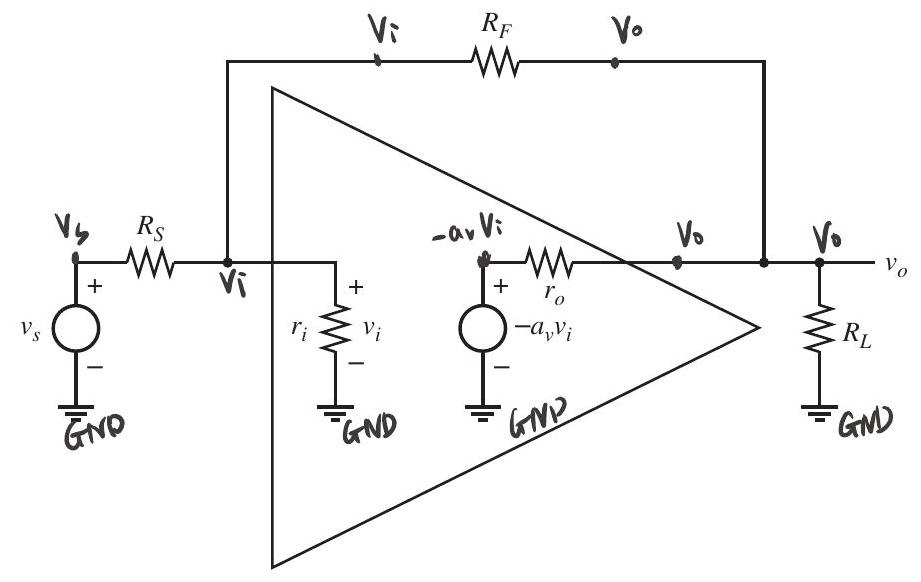 Vi R_F Vo
Vs R_S -avVi Vo Vo
+ Vi + + r_o v_o
v_s r_i v_i −a_v v_i R_L
− − −
GND GND GND GND